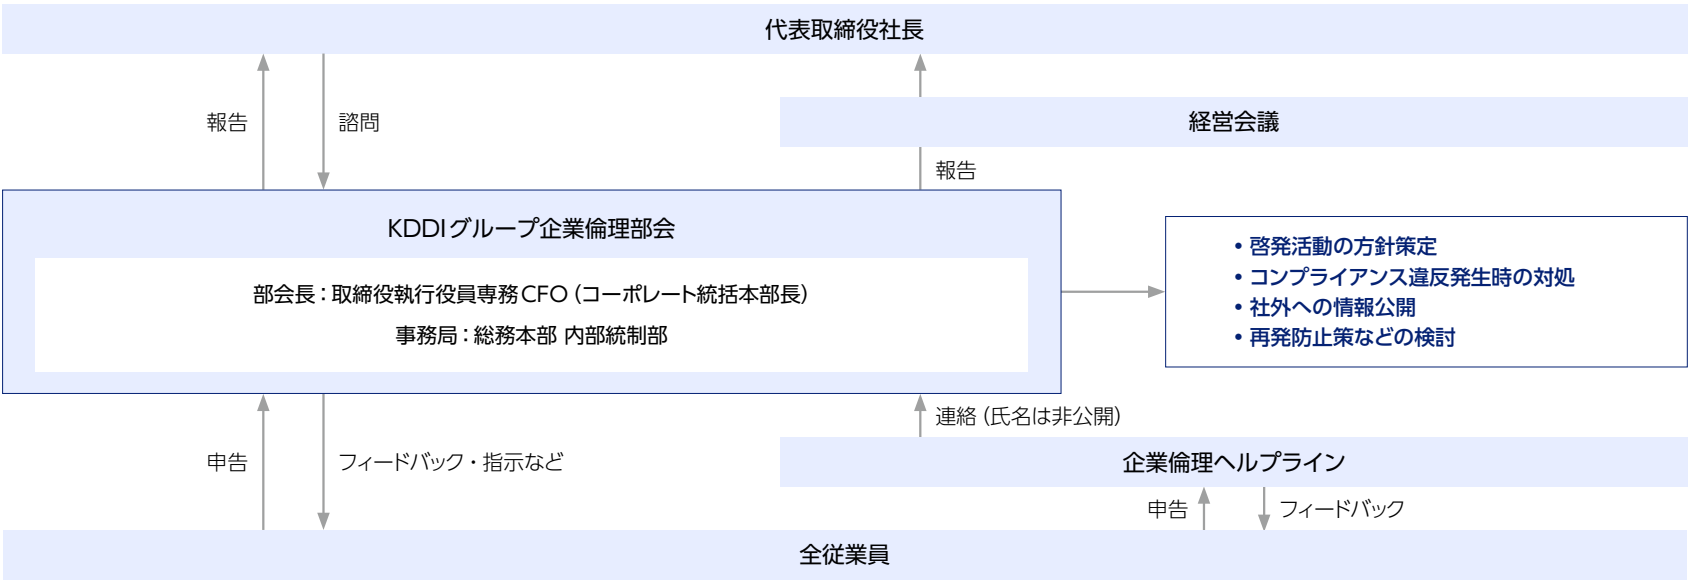 代表取締役社長
報告
諮問
経営会議
報告
KDDIグループ企業倫理部会
部会長：取締役執行役員専務CFO（コーポレート統括本部長）
事務局：総務本部 内部統制部
• 啓発活動の方針策定
• コンプライアンス違反発生時の対処
• 社外への情報公開
• 再発防止策などの検討
連絡（氏名は非公開）
申告
フィードバック・指示など
企業倫理ヘルプライン
申告
フィードバック
全従業員